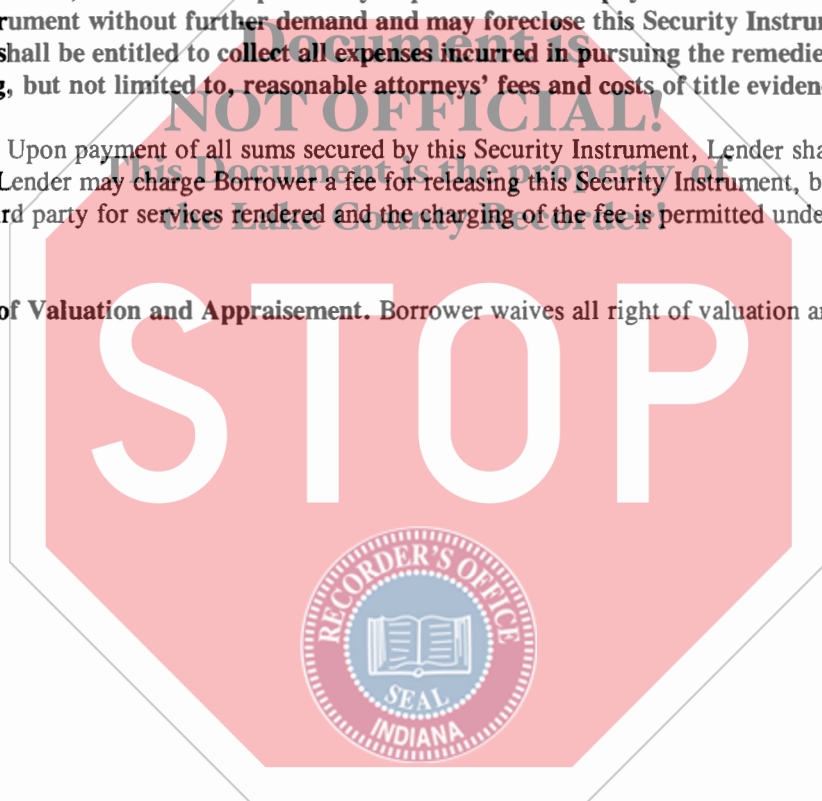 rument without further demand and may foreclose this Security Instrum
shall be entitled to collect all expenses incurred in pursuing the remedie
g, but not limited to, reasonable attorneys' fees and costs of title eviden
Upon payment of all sums secured by this Security Instrument, Lender sha
Lender may charge Borrower a fee for releasing this Security Instrument, b
rd party for services rendered and the charging of the fee is permitted unde
of Valuation and Appraisement. Borrower waives all right of valuation a
Document is
NOT OFFICIAL!
This Document is the property of
the Lake County Recorder!
STOP
RECORDER'S OFFICE
SEAL
INDIANA